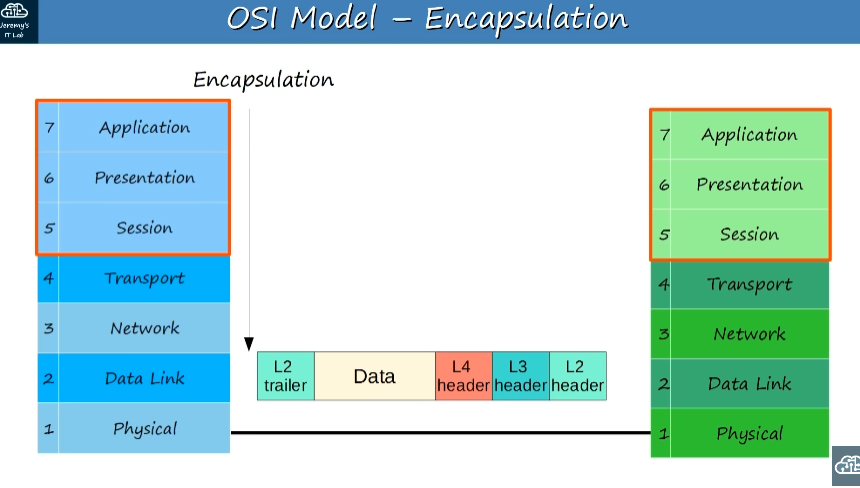 Jeremy's
IT Lab
OSI Model – Encapsulation
Encapsulation
7 Application
6 Presentation
5 Session
4 Transport
3 Network
2 Data Link
1 Physical
L2
trailer
Data
L4
header
L3
header
L2
header
7 Application
6 Presentation
5 Session
4 Transport
3 Network
2 Data Link
1 Physical